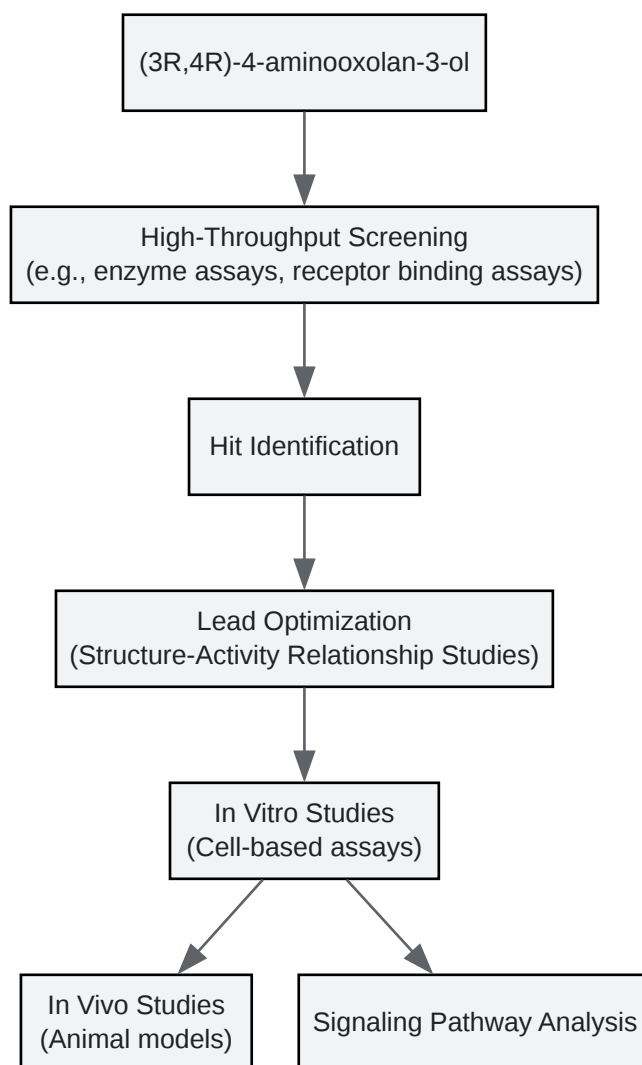 (3R,4R)-4-aminooxolan-3-ol
High-Throughput Screening
(e.g., enzyme assays, receptor binding assays)
Hit Identification
Lead Optimization
(Structure-Activity Relationship Studies)
In Vitro Studies
(Cell-based assays)
In Vivo Studies
(Animal models)
Signaling Pathway Analysis